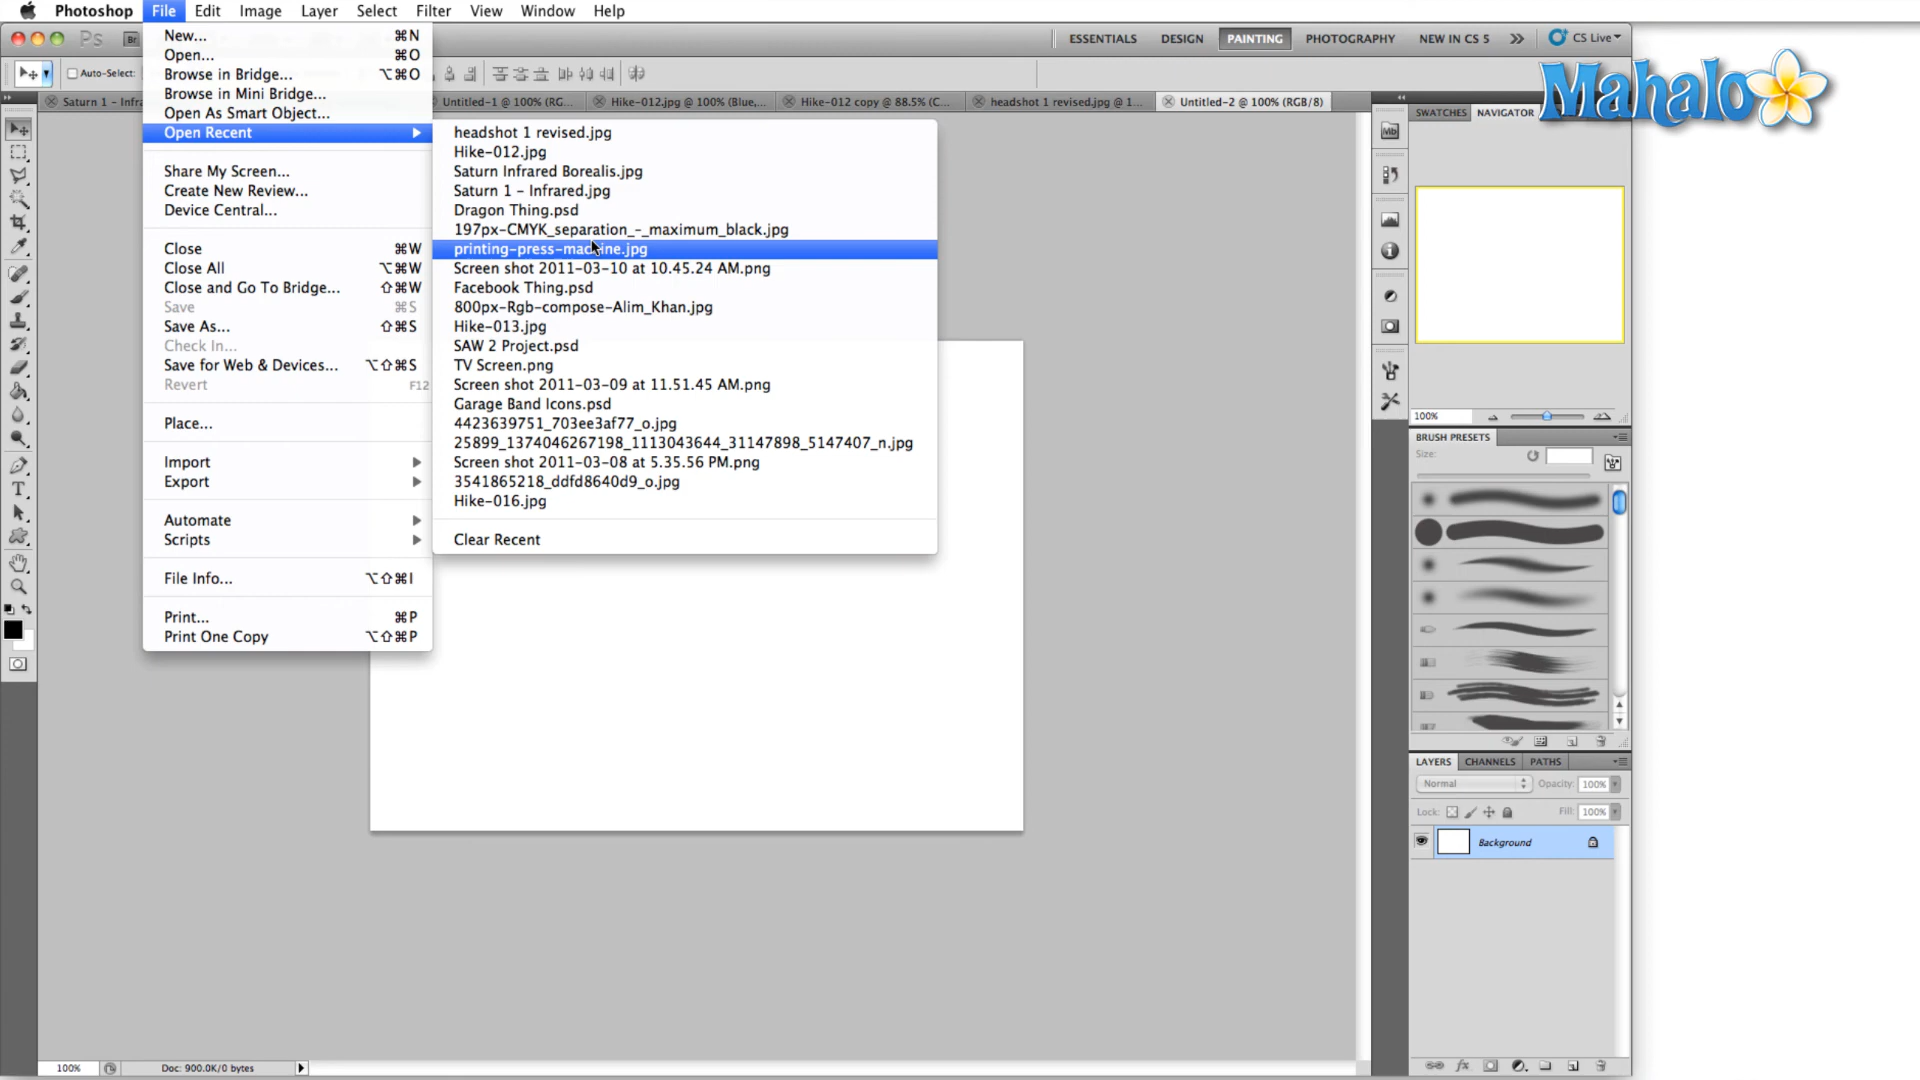 Photoshop File Edit Image Layer Select Filter View Window Help
Ps Br ESSENTIALS DESIGN PAINTING PHOTOGRAPHY NEW IN CS 5 CS Live
Auto-Select:
Saturn 1 - Infra Untitled-1 @ 100% (RG... Hike-012.jpg @ 100% (Blue,... Hike-012 copy @ 88.5% (C... headshot 1 revised.jpg @ 1... Untitled-2 @ 100% (RGB/8)
Mahalo
New... ⌘N
Open... ⌘O
Browse in Bridge... ⌥⌘O
Browse in Mini Bridge...
Open As Smart Object...
Open Recent
Share My Screen...
Create New Review...
Device Central...
Close ⌘W
Close All ⌥⌘W
Close and Go To Bridge... ⇧⌘W
Save ⌘S
Save As... ⇧⌘S
Check In...
Save for Web & Devices... ⌥⇧⌘S
Revert F12
Place...
Import
Export
Automate
Scripts
File Info... ⌥⇧⌘I
Print... ⌘P
Print One Copy ⌥⇧⌘P
headshot 1 revised.jpg
Hike-012.jpg
Saturn Infrared Borealis.jpg
Saturn 1 - Infrared.jpg
Dragon Thing.psd
197px-CMYK_separation_-_maximum_black.jpg
printing-press-machine.jpg
Screen shot 2011-03-10 at 10.45.24 AM.png
Facebook Thing.psd
800px-Rgb-compose-Alim_Khan.jpg
Hike-013.jpg
SAW 2 Project.psd
TV Screen.png
Screen shot 2011-03-09 at 11.51.45 AM.png
Garage Band Icons.psd
4423639751_703ee3af77_o.jpg
25899_1374046267198_1113043644_31147898_5147407_n.jpg
Screen shot 2011-03-08 at 5.35.56 PM.png
3541865218_ddfd8640d9_o.jpg
Hike-016.jpg
Clear Recent
SWATCHES NAVIGATOR
Mb
100%
BRUSH PRESETS
Size:
LAYERS CHANNELS PATHS
Normal Opacity: 100%
Lock: Fill: 100%
Background
100% Doc: 900.0K/0 bytes